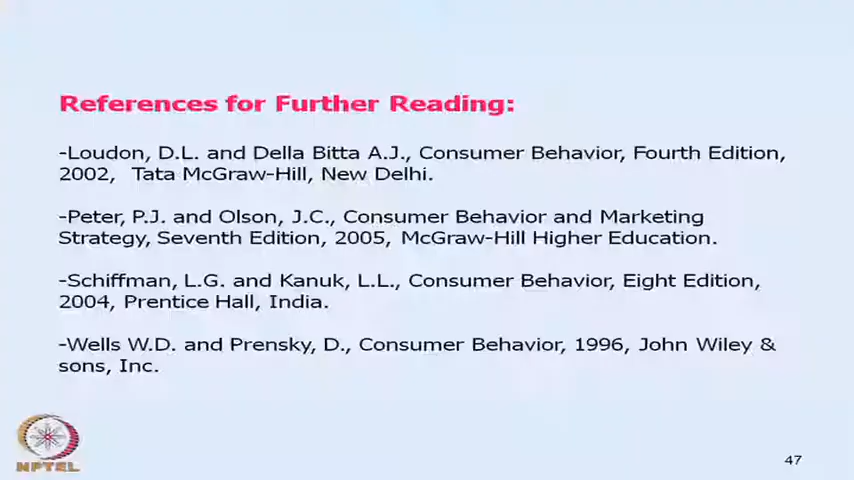 References for Further Reading:
-Loudon, D.L. and Della Bitta A.J., Consumer Behavior, Fourth Edition,
2002, Tata McGraw-Hill, New Delhi.
-Peter, P.J. and Olson, J.C., Consumer Behavior and Marketing
Strategy, Seventh Edition, 2005, McGraw-Hill Higher Education.
-Schiffman, L.G. and Kanuk, L.L., Consumer Behavior, Eight Edition,
2004, Prentice Hall, India.
-Wells W.D. and Prensky, D., Consumer Behavior, 1996, John Wiley &
sons, Inc.
NPTEL
47